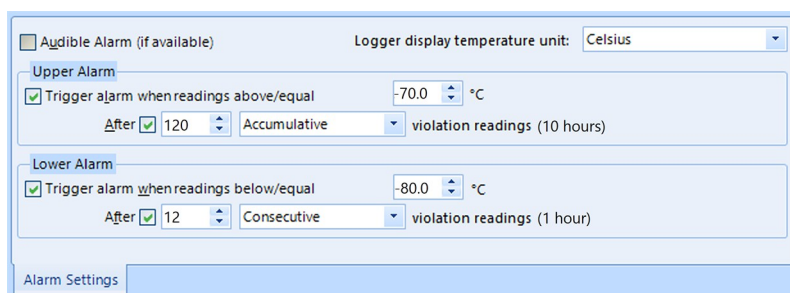 Audible Alarm (if available) Logger display temperature unit: Celsius
Upper Alarm
Trigger alarm when readings above/equal -70.0 °C
After 120 Accumulative violation readings (10 hours)
Lower Alarm
Trigger alarm when readings below/equal -80.0 °C
After 12 Consecutive violation readings (1 hour)
Alarm Settings